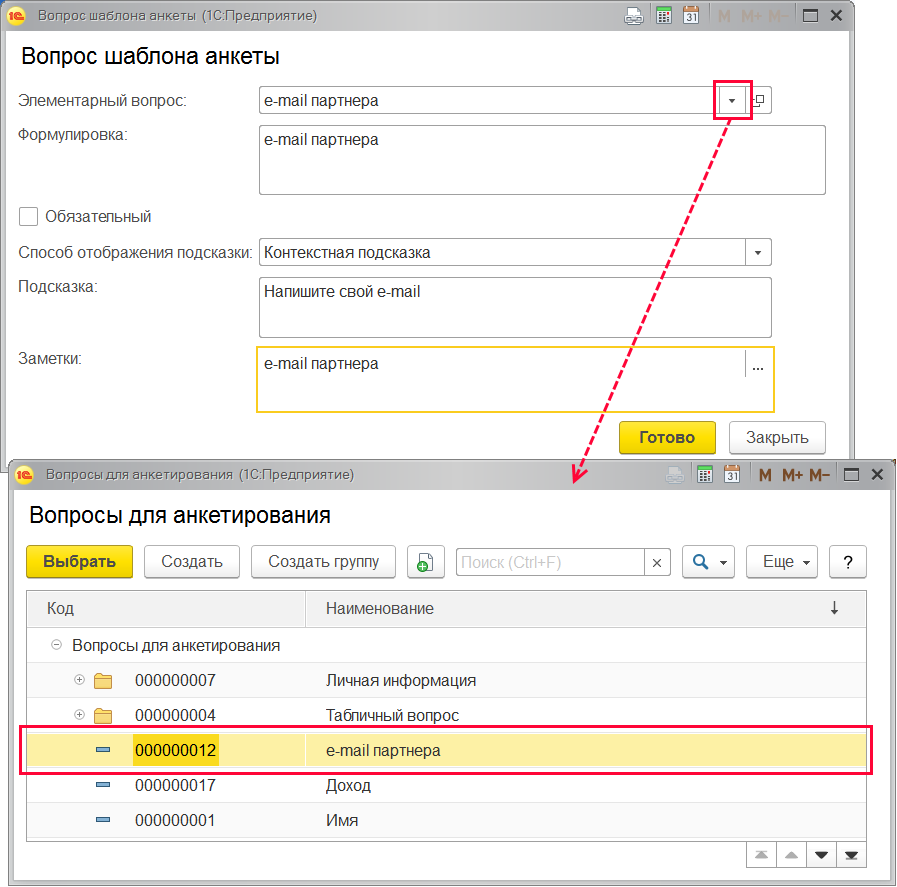 Вопрос шаблона анкеты (1С:Предприятие)
31 M M+ M-
Вопрос шаблона анкеты
Элементарный вопрос: e-mail партнера
Формулировка: e-mail партнера
Обязательный
Способ отображения подсказки: Контекстная подсказка
Подсказка: Напишите свой e-mail
Заметки: e-mail партнера ...
Готово Закрыть
Вопросы для анкетирования (1С:Предприятие)
31 M M+ M-
Вопросы для анкетирования
Выбрать Создать Создать группу Поиск (Ctrl+F) × Еще ?
Код Наименование ↓
Вопросы для анкетирования
000000007 Личная информация
000000004 Табличный вопрос
000000012 e-mail партнера
000000017 Доход
000000001 Имя